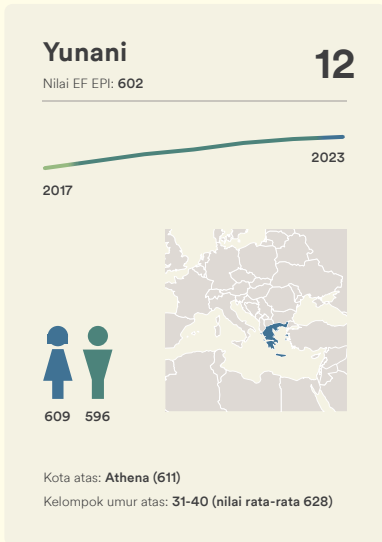 Yunani
12
Nilai EF EPI: 602
2023
2017
609 596
Kota atas: Athena (611)
Kelompok umur atas: 31-40 (nilai rata-rata 628)